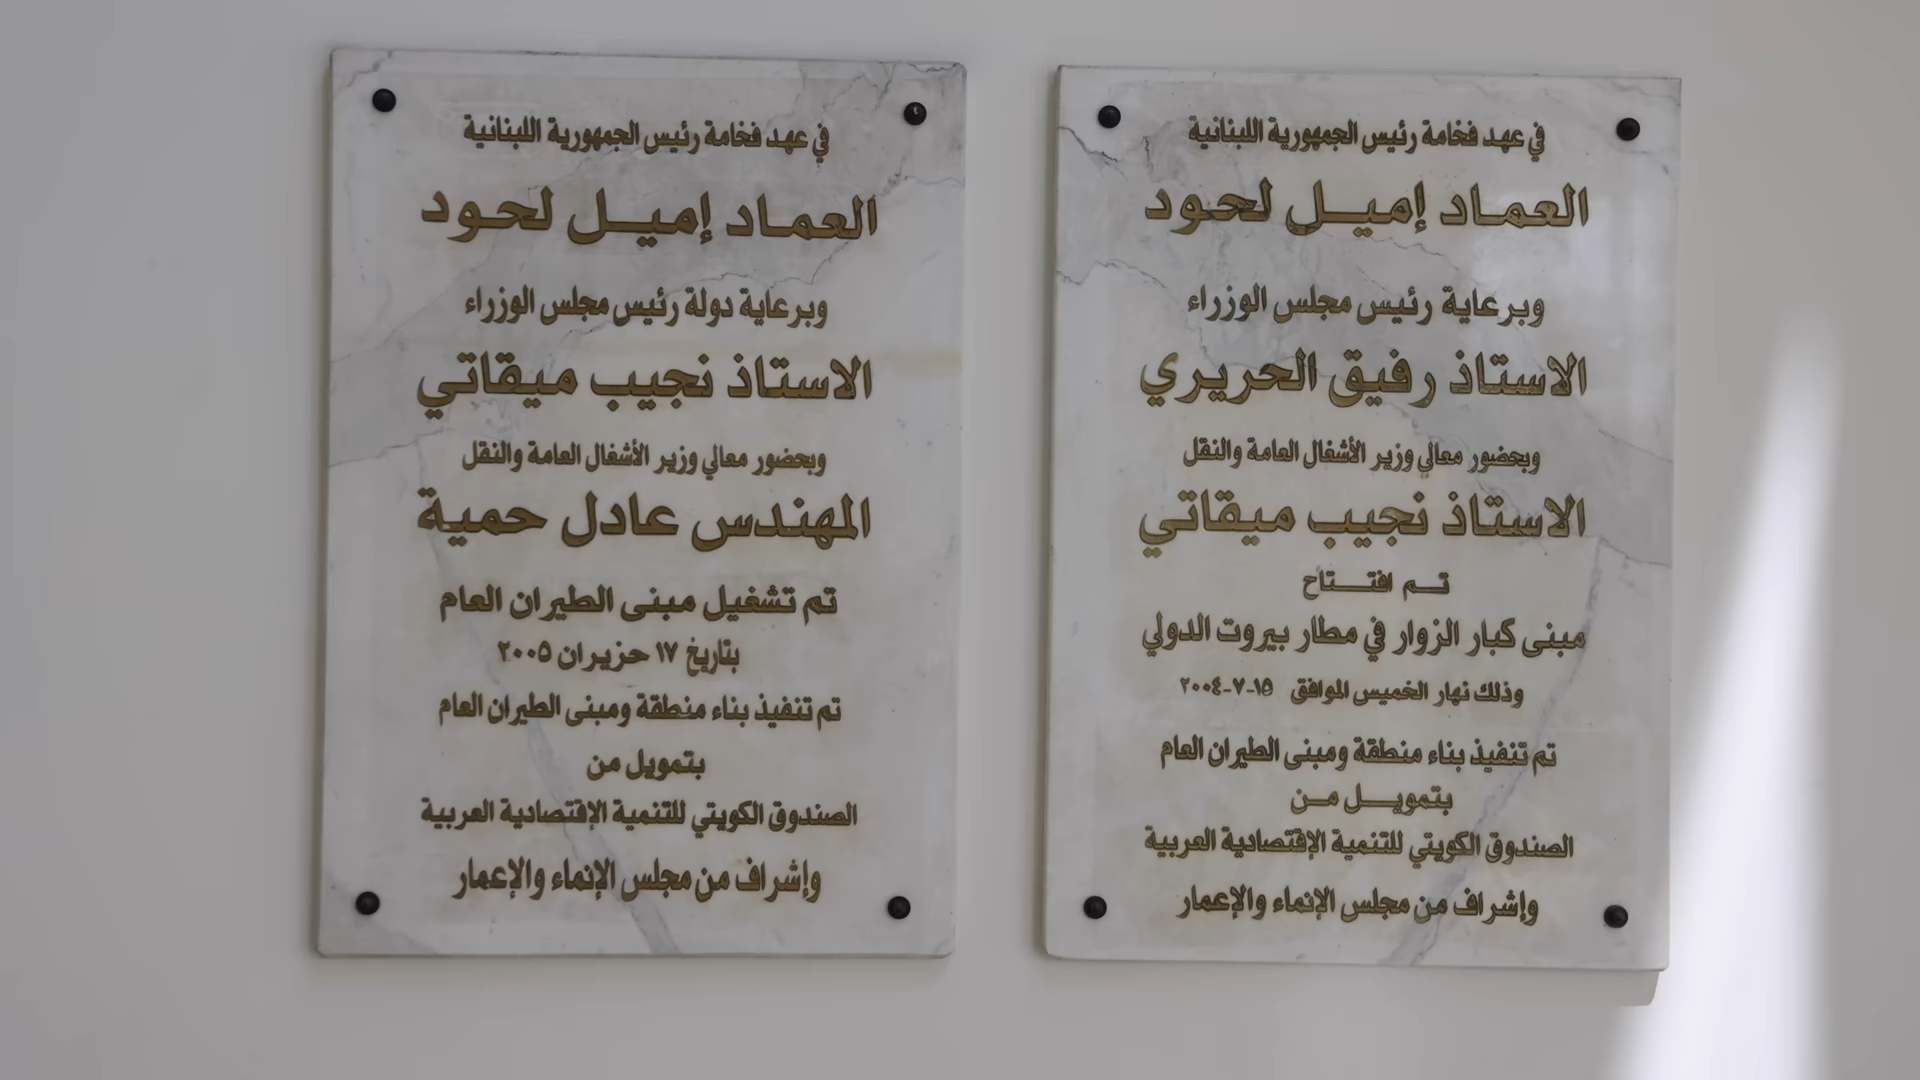 في عهد فخامة رئيس الجمهورية اللبنانية
العماد إميل لحود
وبرعاية رئيس مجلس الوزراء
الاستاذ رفيق الحريري
وبحضور معالي وزير الأشغال العامة والنقل
الاستاذ نجيب ميقاتي
تم افتتاح
مبنى كبار الزوار في مطار بيروت الدولي
وذلك نهار الخميس الموافق ١٥-٧-٢٠٠٤
تم تنفيذ بناء منطقة ومبنى الطيران العام
بتمويل من
الصندوق الكويتي للتنمية الإقتصادية العربية
وإشراف من مجلس الإنماء والإعمار
في عهد فخامة رئيس الجمهورية اللبنانية
العماد إميل لحود
وبرعاية دولة رئيس مجلس الوزراء
الاستاذ نجيب ميقاتي
وبحضور معالي وزير الأشغال العامة والنقل
المهندس عادل حمية
تم تشغيل مبنى الطيران العام
بتاريخ ١٧ حزيران ٢٠٠٥
تم تنفيذ بناء منطقة ومبنى الطيران العام
بتمويل من
الصندوق الكويتي للتنمية الإقتصادية العربية
وإشراف من مجلس الإنماء والإعمار